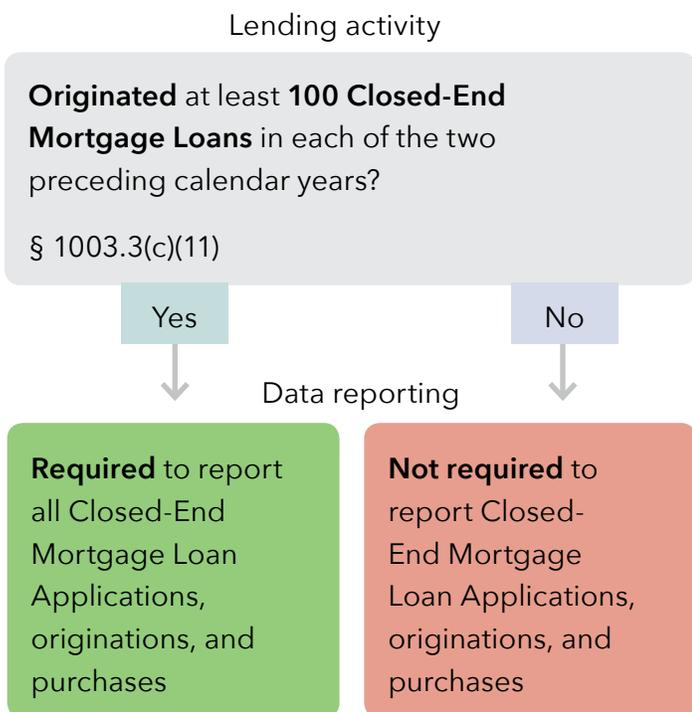 Lending activity
Originated at least 100 Closed-End
Mortgage Loans in each of the two
preceding calendar years?
§ 1003.3(c)(11)
Yes
No
Data reporting
Required to report
all Closed-End
Mortgage Loan
Applications,
originations, and
purchases
Not required to
report Closed-
End Mortgage
Loan Applications,
originations, and
purchases